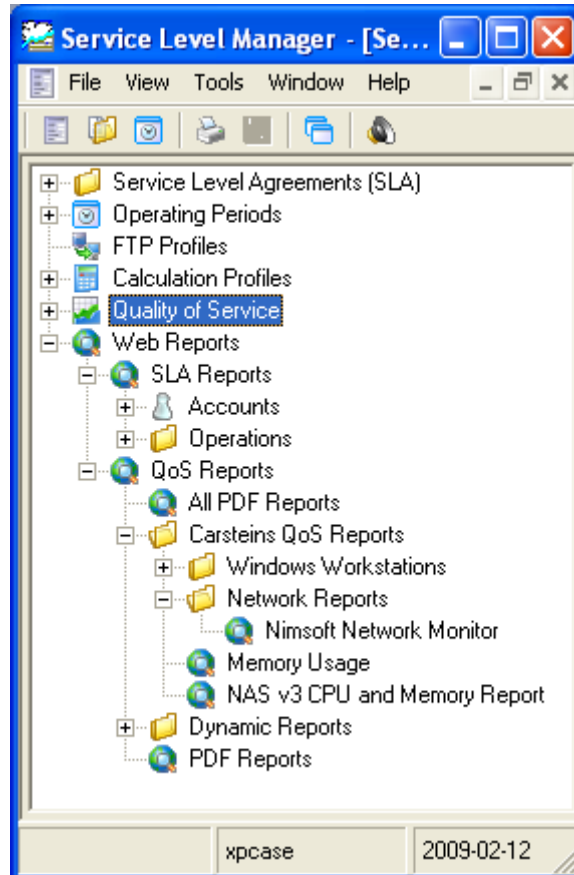 Service Level Manager - [Se...
File View Tools Window Help
Service Level Agreements (SLA)
Operating Periods
FTP Profiles
Calculation Profiles
Quality of Service
Web Reports
SLA Reports
Accounts
Operations
QoS Reports
All PDF Reports
Carsteins QoS Reports
Windows Workstations
Network Reports
Nimsoft Network Monitor
Memory Usage
NAS v3 CPU and Memory Report
Dynamic Reports
PDF Reports
xpcase 2009-02-12